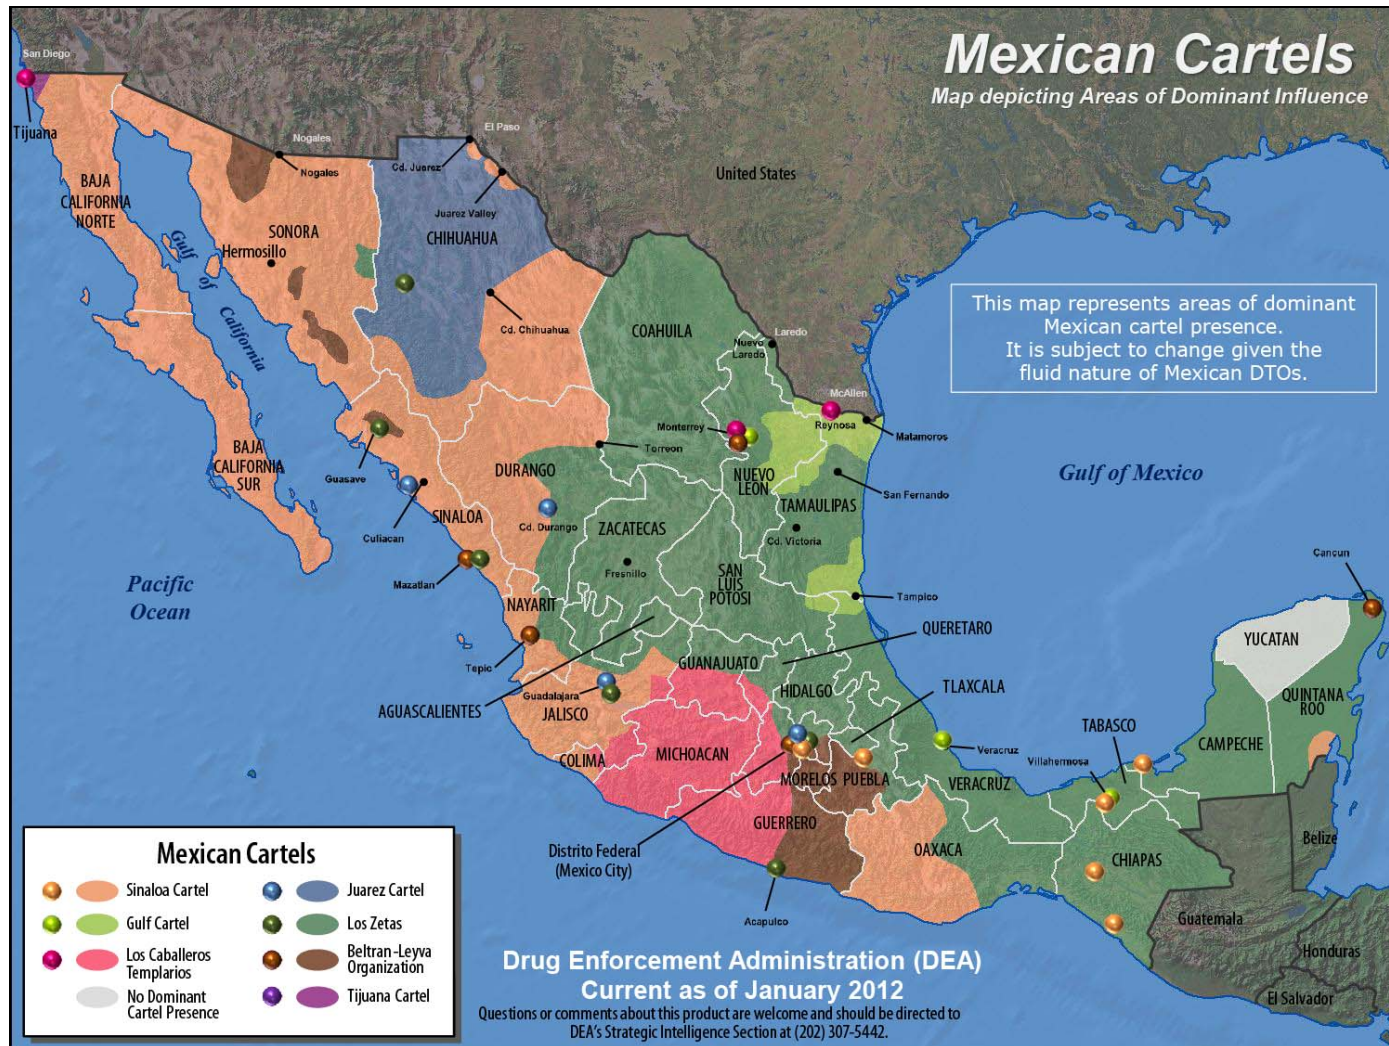 Mexican Cartels
Map depicting Areas of Dominant Influence
San Diego
Tijuana
Nogales
Nogales
El Paso
Cd. Juarez
Juarez Valley
United States
BAJA
CALIFORNIA
NORTE
SONORA
Hermosillo
CHIHUAHUA
Gulf of California
Cd. Chihuahua
This map represents areas of dominant
Mexican cartel presence.
It is subject to change given the
fluid nature of Mexican DTOs.
COAHUILA
Nuevo
Laredo
Laredo
McAllen
Reynosa
Matamoros
Monterrey
Torreon
BAJA
CALIFORNIA
SUR
Guasave
DURANGO
NUEVO
LEON
Gulf of Mexico
San Fernando
TAMAULIPAS
SINALOA
Culiacan
Cd. Durango
ZACATECAS
Cd. Victoria
Fresnillo
SAN
LUIS
POTOSI
Mazatlan
Pacific
Ocean
NAYARIT
Tampico
Cancun
QUERETARO
YUCATAN
Tepic
GUANAJUATO
HIDALGO
TLAXCALA
QUINTANA
ROO
Guadalajara
AGUASCALIENTES
JALISCO
TABASCO
CAMPECHE
Veracruz
Villahermosa
COLIMA
MICHOACAN
MORELOS
PUEBLA
VERACRUZ
GUERRERO
Distrito Federal
(Mexico City)
OAXACA
CHIAPAS
Belize
Acapulco
Guatemala
Honduras
El Salvador
Mexican Cartels
Sinaloa Cartel
Juarez Cartel
Gulf Cartel
Los Zetas
Los Caballeros
Templarios
Beltran-Leyva
Organization
No Dominant
Cartel Presence
Tijuana Cartel
Drug Enforcement Administration (DEA)
Current as of January 2012
Questions or comments about this product are welcome and should be directed to
DEA's Strategic Intelligence Section at (202) 307-5442.